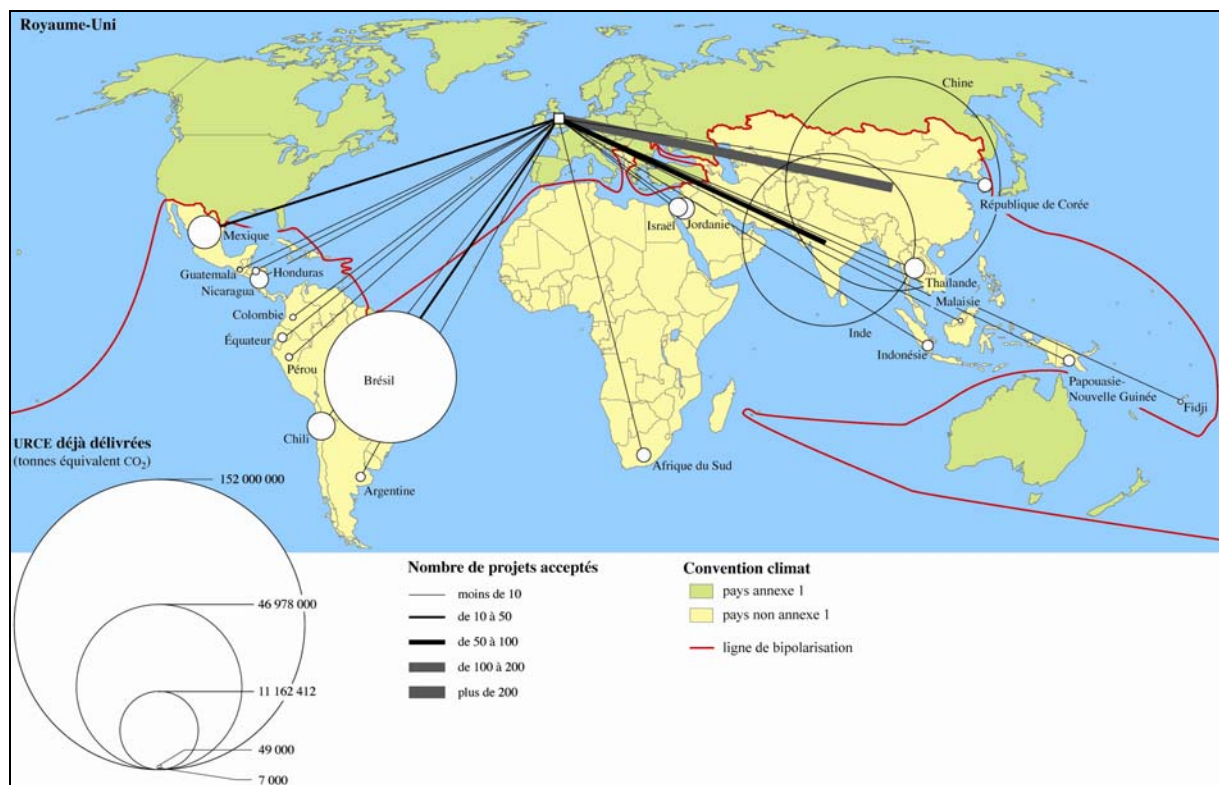 Royaume-Uni
Chine
République de Corée
Israël
Jordanie
Mexique
Guatemala
Honduras
Nicaragua
Thaïlande
Colombie
Malaisie
Équateur
Inde
Indonésie
Pérou
Brésil
Papouasie-
Nouvelle Guinée
Fidji
Chili
Afrique du Sud
Argentine
URCE déjà délivrées
(tonnes équivalent CO2)
152 000 000
46 978 000
11 162 412
49 000
7 000
Nombre de projets acceptés
moins de 10
de 10 à 50
de 50 à 100
de 100 à 200
plus de 200
Convention climat
pays annexe 1
pays non annexe 1
ligne de bipolarisation